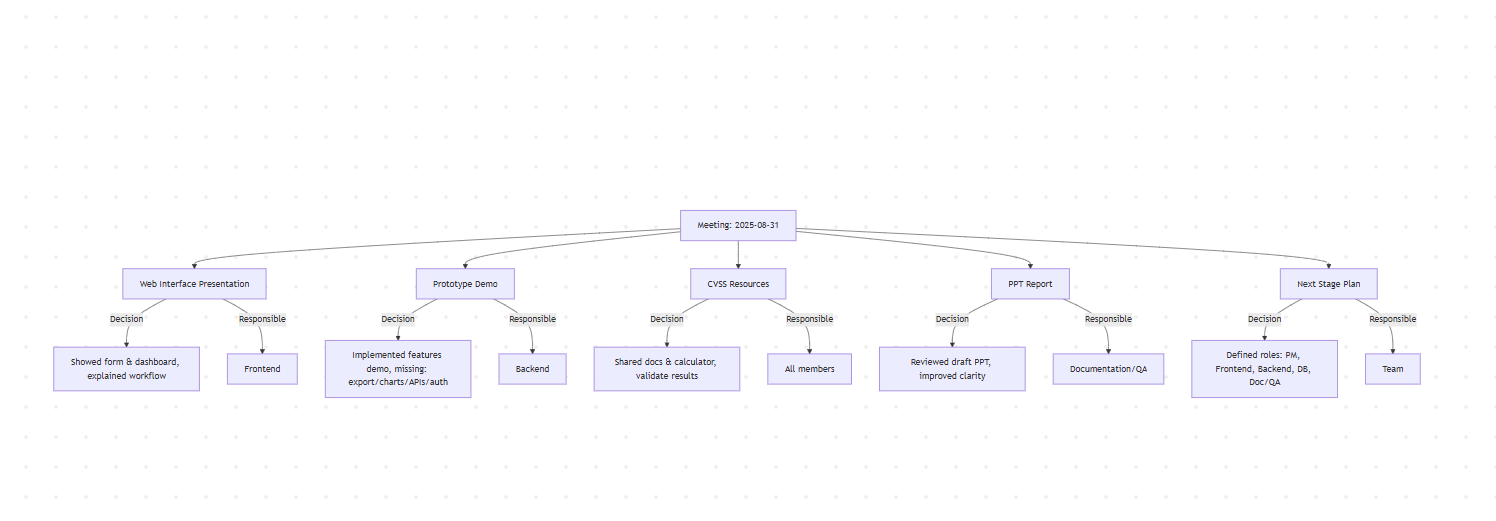 Meeting: 2025-08-31
Web Interface Presentation
Prototype Demo
CVSS Resources
PPT Report
Next Stage Plan
Decision
Responsible
Decision
Responsible
Decision
Responsible
Decision
Responsible
Decision
Responsible
Showed form & dashboard,
explained workflow
Frontend
Implemented features
demo, missing:
export/charts/APIs/auth
Backend
Shared docs & calculator,
validate results
All members
Reviewed draft PPT,
improved clarity
Documentation/QA
Defined roles: PM,
Frontend, Backend, DB,
Doc/QA
Team